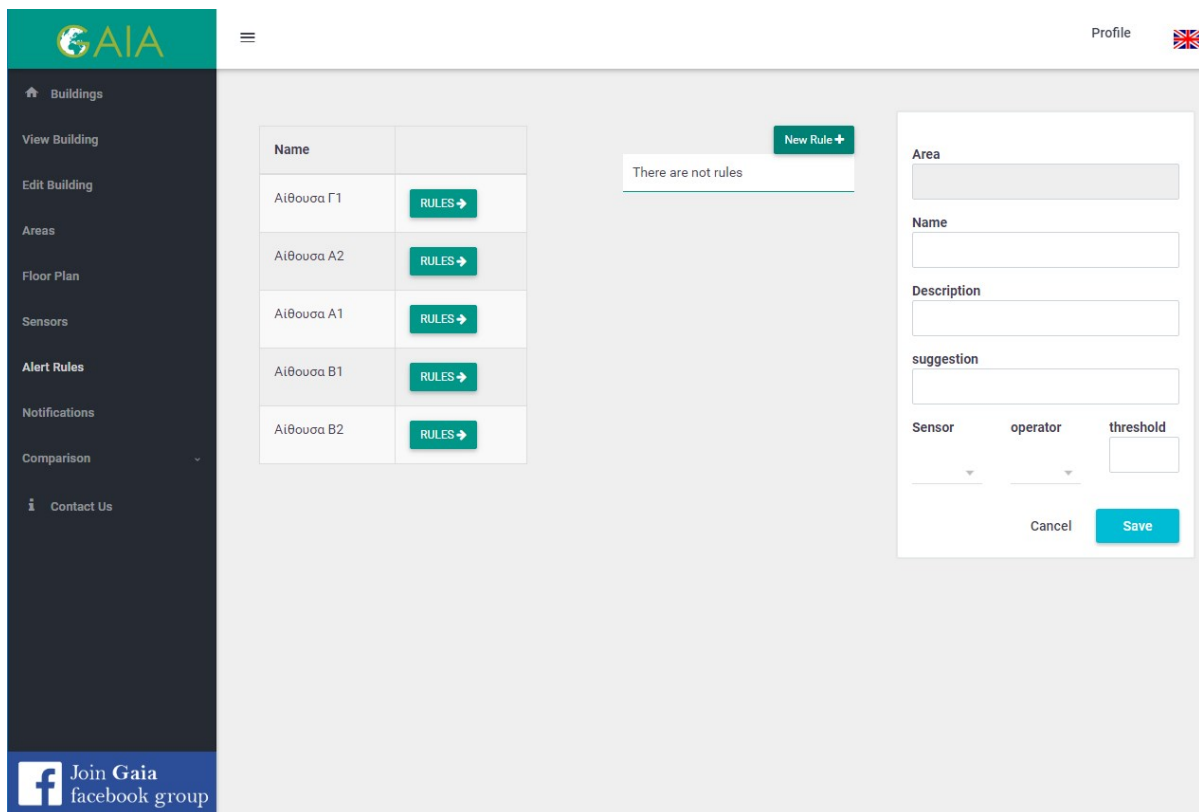 GAIA
Profile
Buildings
View Building
Edit Building
Areas
Floor Plan
Sensors
Alert Rules
Notifications
Comparison
Contact Us
Join Gaia
facebook group
Name
Αίθουσα Γ1 RULES
Αίθουσα Α2 RULES
Αίθουσα Α1 RULES
Αίθουσα Β1 RULES
Αίθουσα Β2 RULES
New Rule
There are not rules
Area
Name
Description
suggestion
Sensor operator threshold
Cancel Save